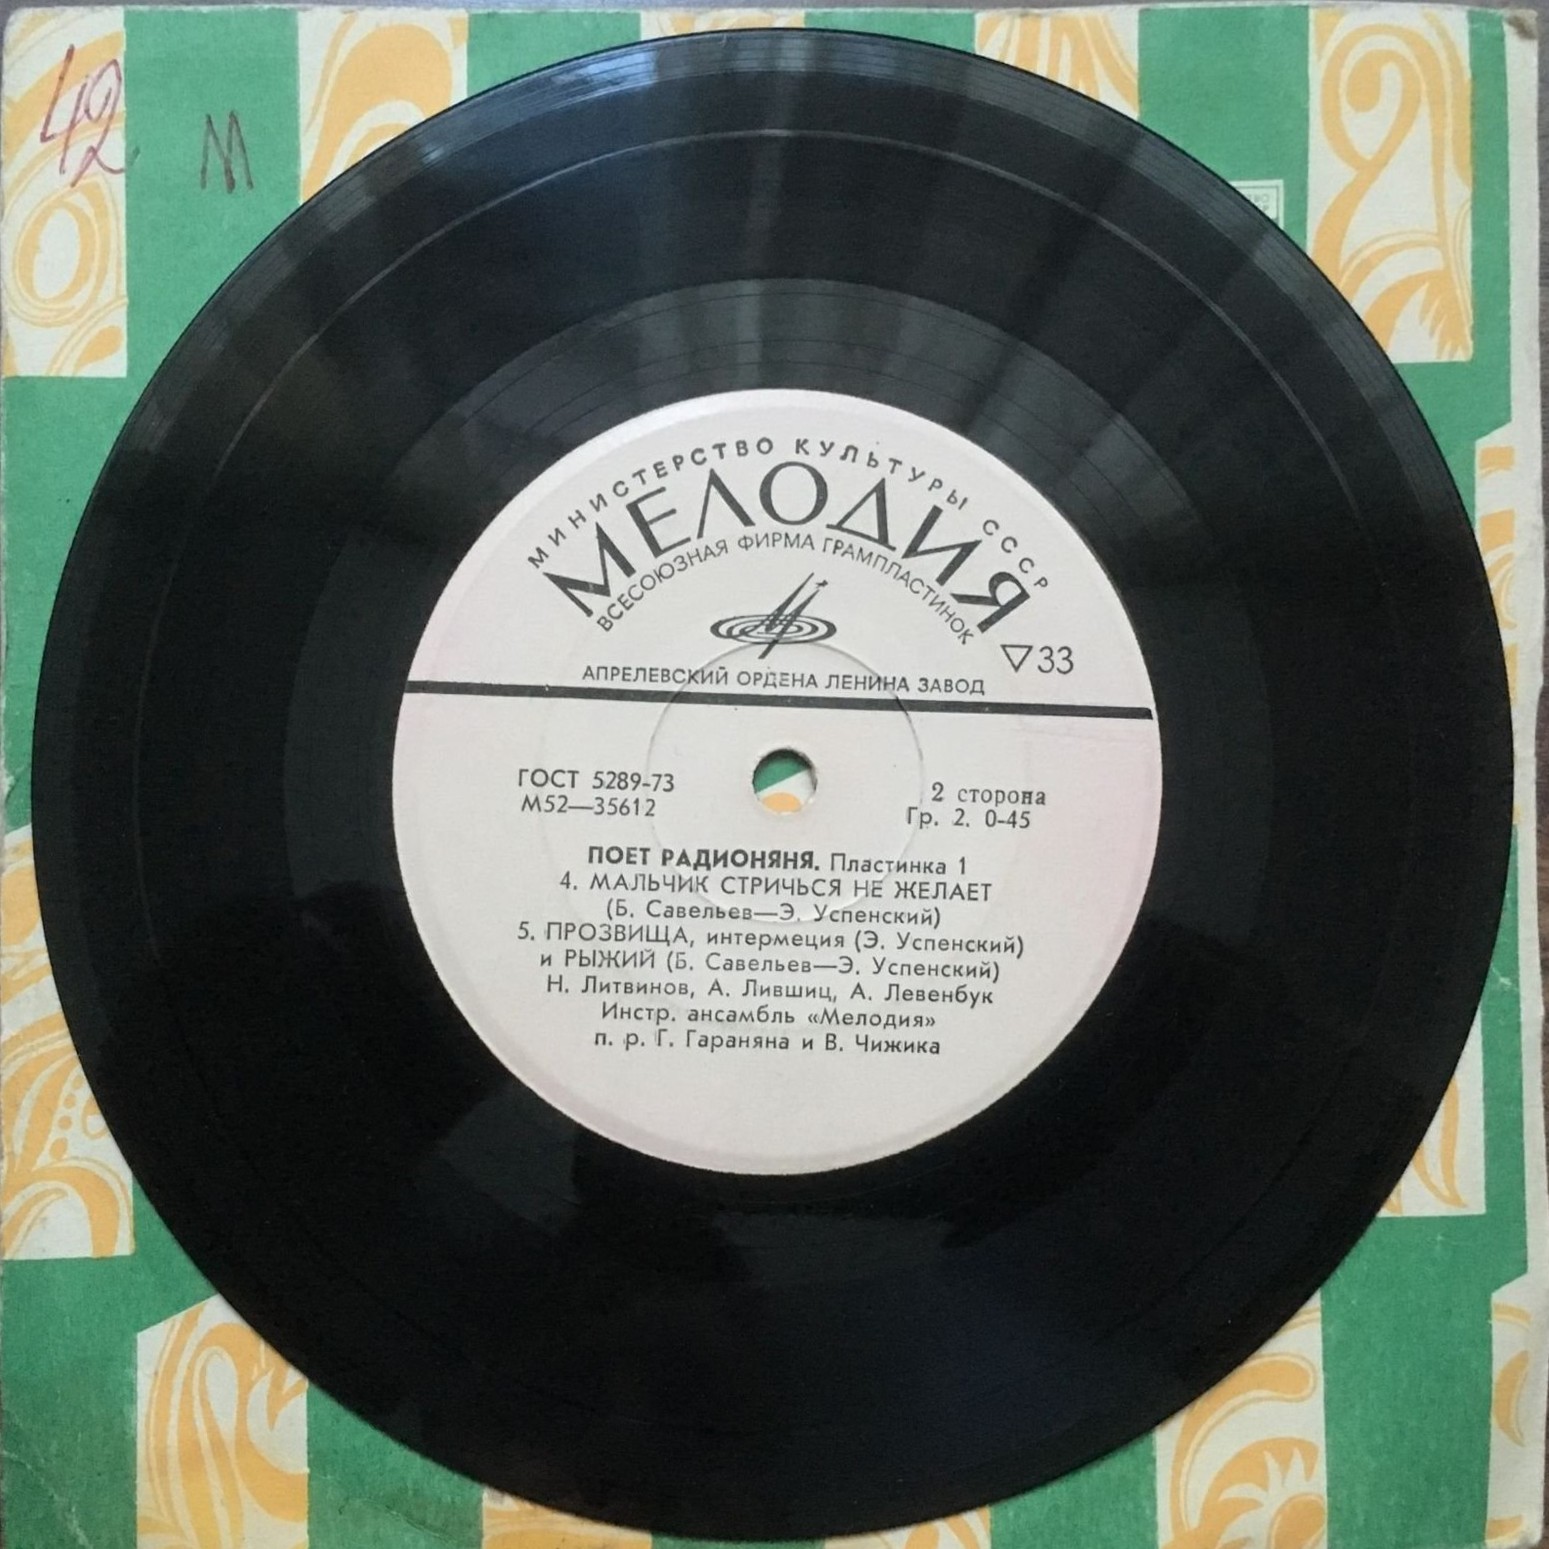 42
М
МИНИСТЕРСТВО КУЛЬТУРЫ СССР
МЕЛОДИЯ
ВСЕСОЮЗНАЯ ФИРМА ГРАМПЛАСТИНОК
▽33
АПРЕЛЕВСКИЙ ОРДЕНА ЛЕНИНА ЗАВОД
ГОСТ 5289-73
М52—35612
2 сторона
Гр. 2. 0-45
ПОЕТ РАДИОНЯНЯ. Пластинка 1
4. МАЛЬЧИК СТРИЧЬСЯ НЕ ЖЕЛАЕТ
(Б. Савельев—Э. Успенский)
5. ПРОЗВИЩА, интермеция (Э. Успенский)
и РЫЖИЙ (Б. Савельев—Э. Успенский)
Н. Литвинов, А. Лившиц, А. Левенбук
Инстр. ансамбль «Мелодия»
п. р. Г. Гараняна и В. Чижика